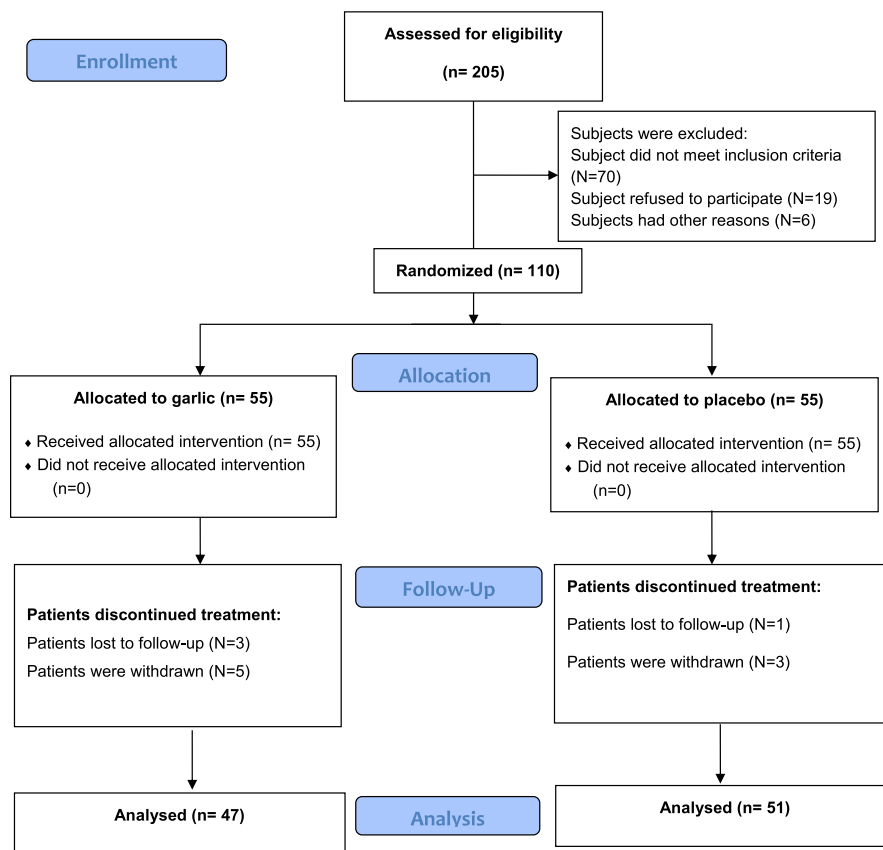 Assessed for eligibility
(n= 205)
Enrollment
Subjects were excluded:
Subject did not meet inclusion criteria
(N=70)
Subject refused to participate (N=19)
Subjects had other reasons (N=6)
Randomized (n= 110)
Allocation
Allocated to garlic (n= 55)
♦ Received allocated intervention (n= 55)
♦ Did not receive allocated intervention
(n=0)
Allocated to placebo (n= 55)
♦ Received allocated intervention (n= 55)
♦ Did not receive allocated intervention
(n=0)
Follow-Up
Patients discontinued treatment:
Patients lost to follow-up (N=3)
Patients were withdrawn (N=5)
Patients discontinued treatment:
Patients lost to follow-up (N=1)
Patients were withdrawn (N=3)
Analysis
Analysed (n= 47)
Analysed (n= 51)